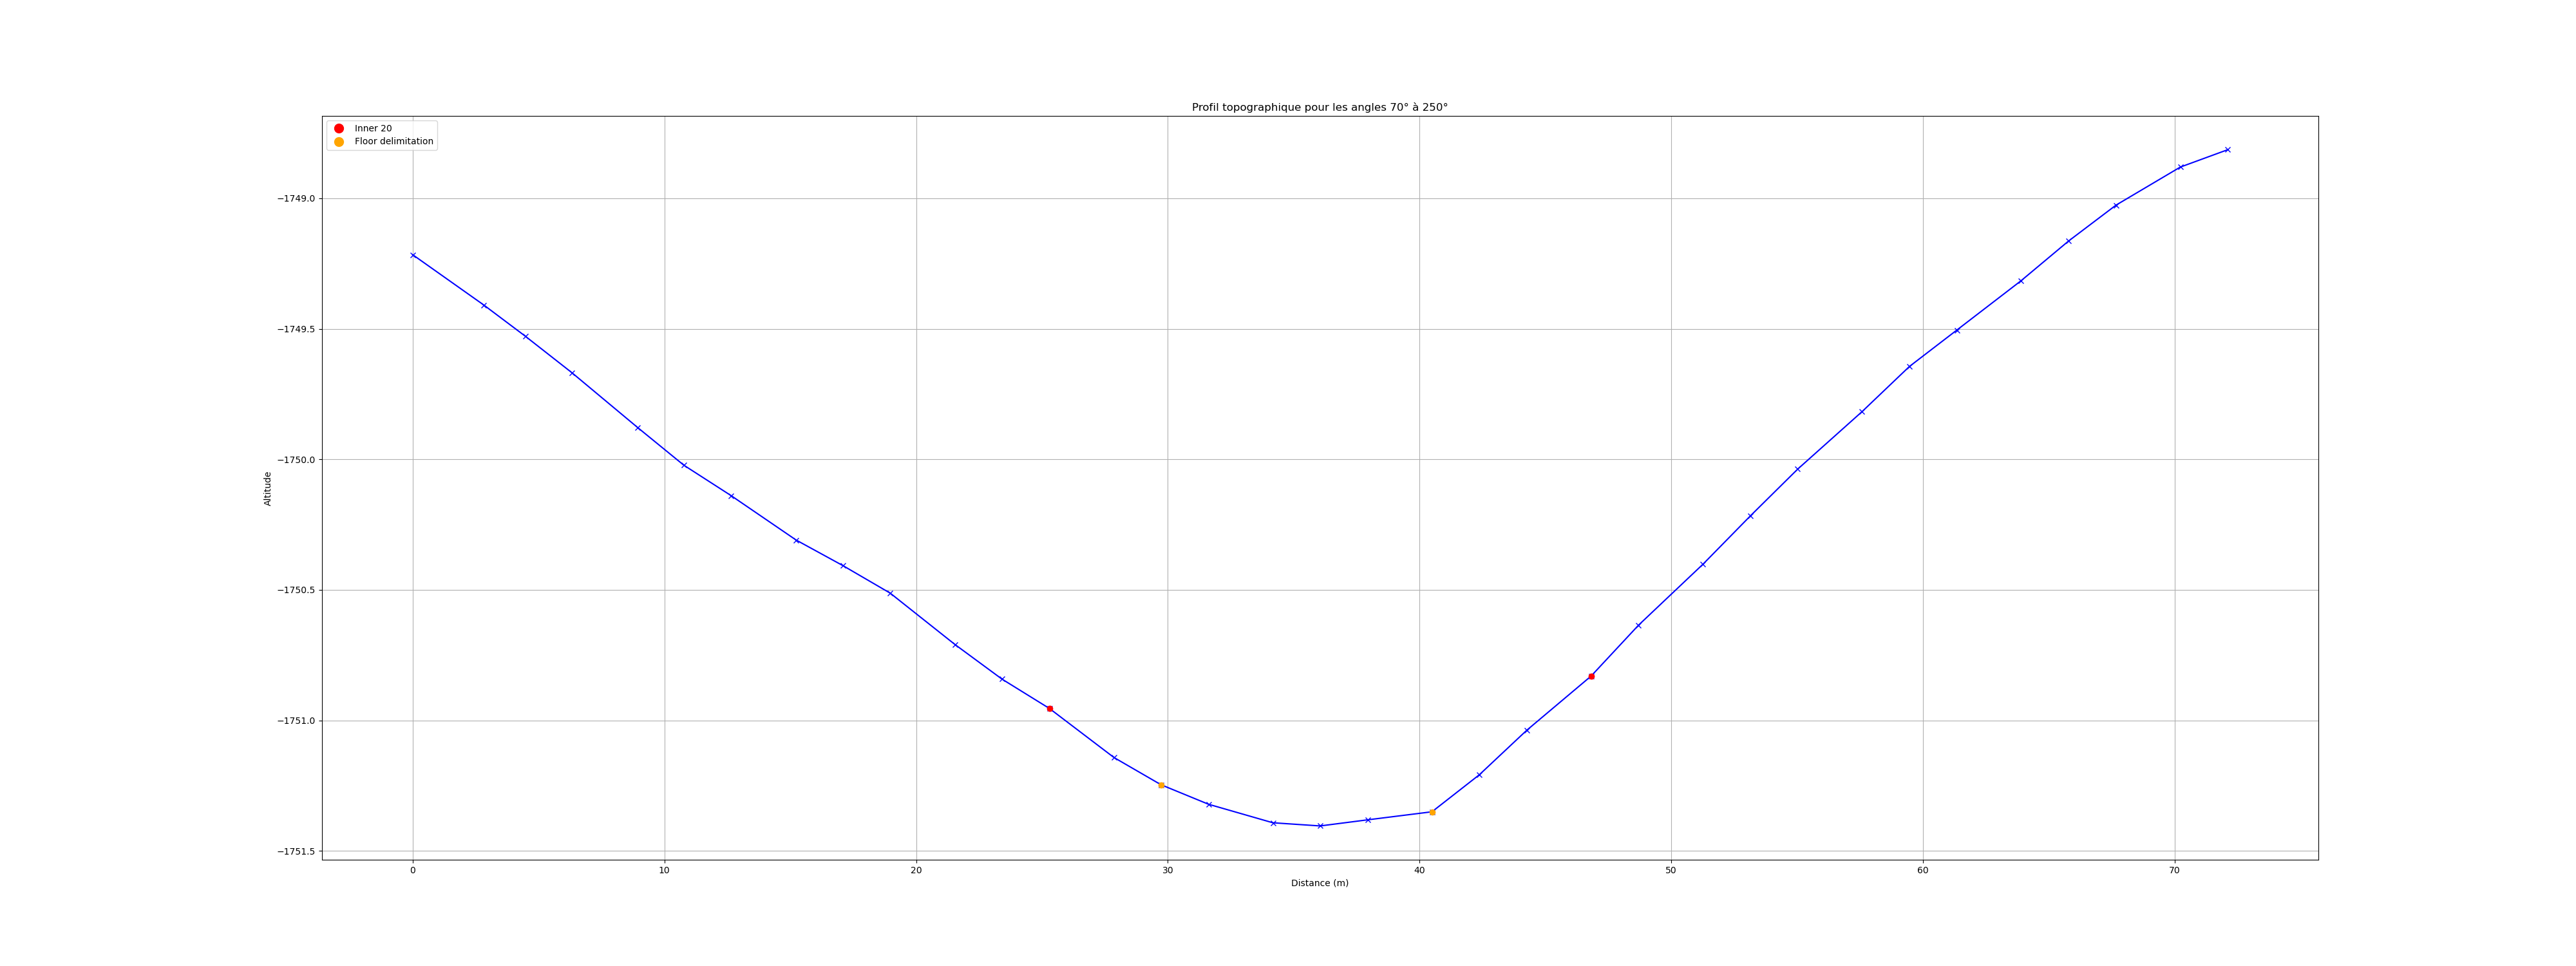 Profil topographique pour les angles 70° à 250°
Inner 20
Floor delimitation
Altitude
−1749.0
−1749.5
−1750.0
−1750.5
−1751.0
−1751.5
0 10 20 30 40 50 60 70
Distance (m)